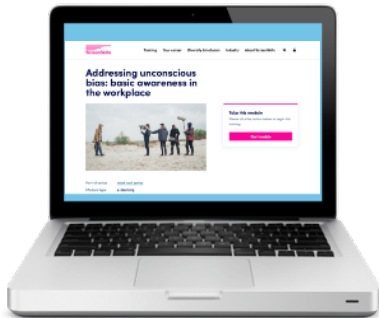 ScreenSkills
Training Your career Diversity & inclusion Industry About ScreenSkills
Addressing unconscious
bias: basic awareness in
the workplace
Take this module
Start module
e-learning